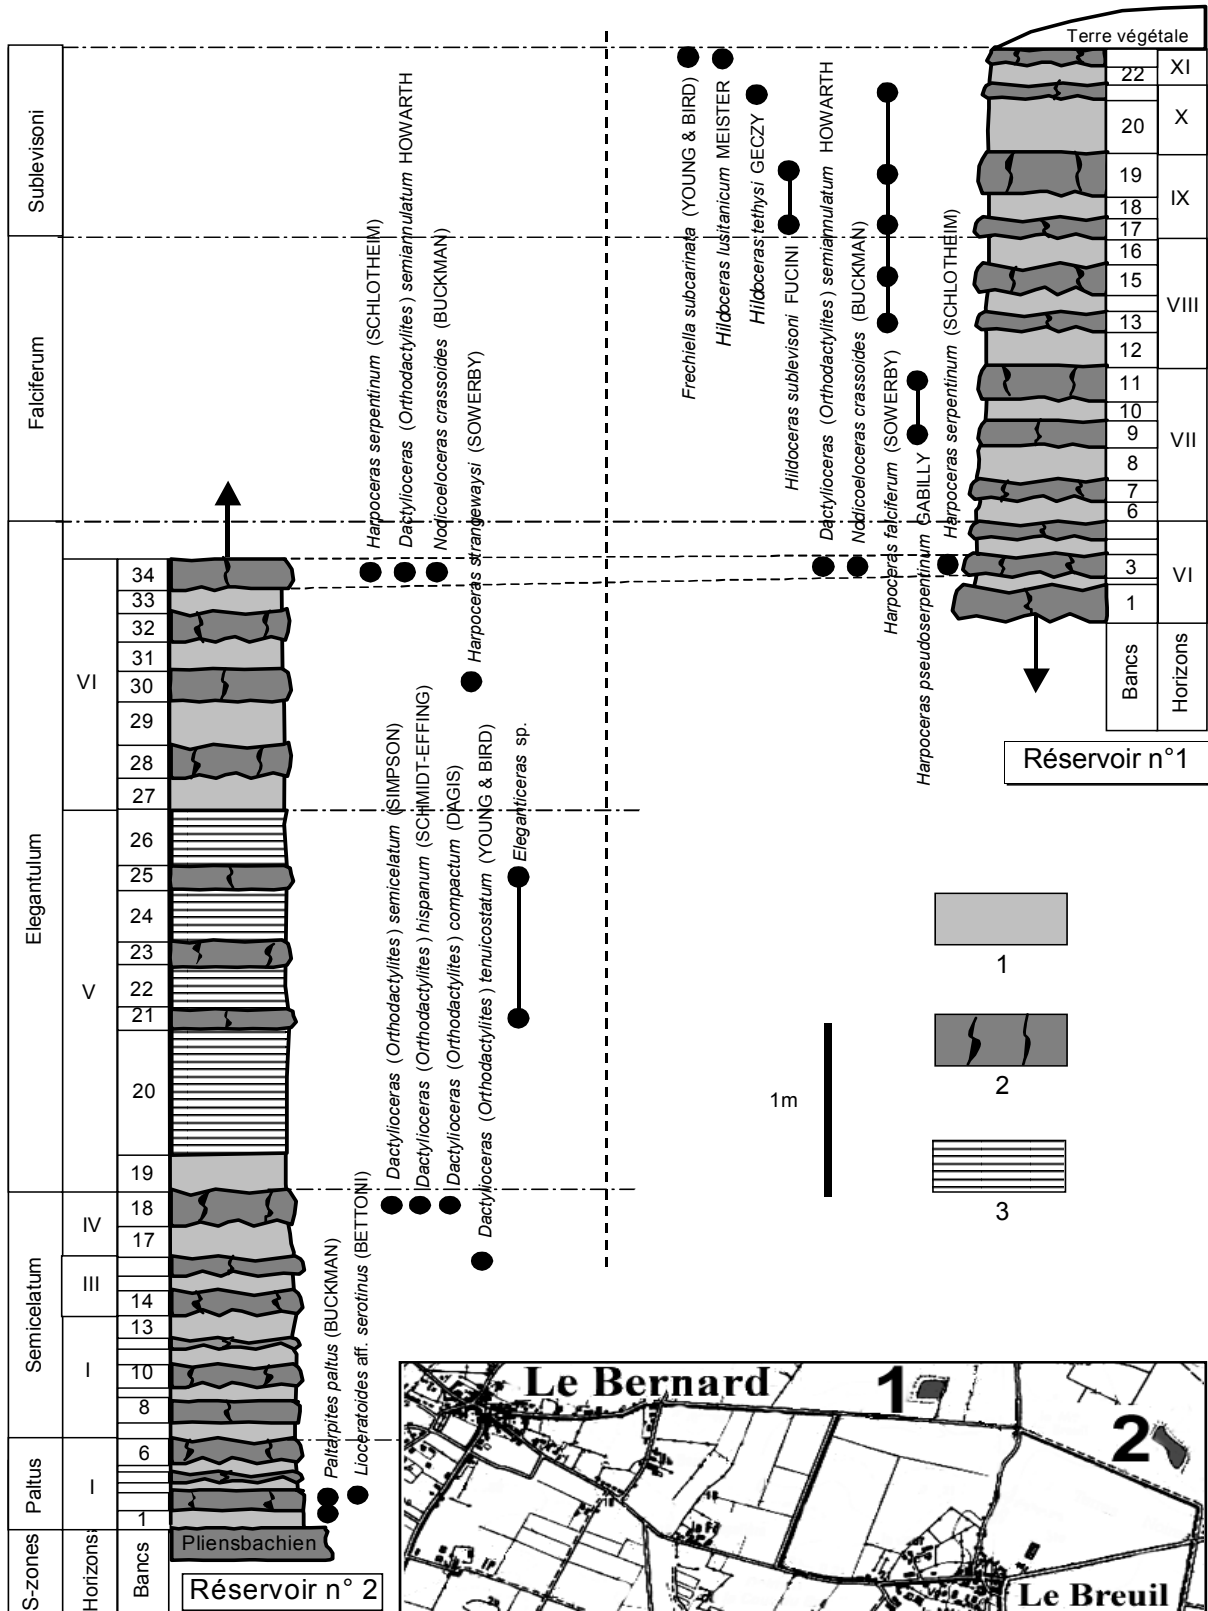 Terre végétale
Sublevisoni
Falciferum
Elegantulum
Semicelatum
Paltus
S-zones
VI
V
IV
III
I
I
Horizons
34
33
32
31
30
29
28
27
26
25
24
23
22
21
20
19
18
17
14
13
10
8
6
1
Bancs
Pliensbachien
Réservoir n° 2
Paltarpites paltus (BUCKMAN)
Lioceratoides aff. serotinus (BETTONI)
Harpoceras serpentinum (SCHLOTHEIM)
Dactylioceras (Orthodactylites) semiannulatum HOWARTH
Nodicoeloceras crassoides (BUCKMAN)
Harpoceras strangewaysi (SOWERBY)
Dactylioceras (Orthodactylites) semicelatum (SIMPSON)
Dactylioceras (Orthodactylites) hispanum (SCHMIDT-EFFING)
Dactylioceras (Orthodactylites) compactum (DAGIS)
Dactylioceras (Orthodactylites) tenuicostatum (YOUNG & BIRD)
Eleganticeras sp.
Frechiella subcarinata (YOUNG & BIRD)
Hildoceras lusitanicum MEISTER
Hildoceras tethysi GECZY
Hildoceras sublevisoni FUCINI
Dactylioceras (Orthodactylites) semiannulatum HOWARTH
Nodicoeloceras crassoides (BUCKMAN)
Harpoceras falciferum (SOWERBY)
Harpoceras pseudoserpentinum GABILLY
Harpoceras serpentinum (SCHLOTHEIM)
22
20
19
18
17
16
15
13
12
11
10
9
8
7
6
3
1
Bancs
XI
X
IX
VIII
VII
VI
Horizons
Réservoir n°1
1
2
3
1m
Le Bernard
1
2
Le Breuil